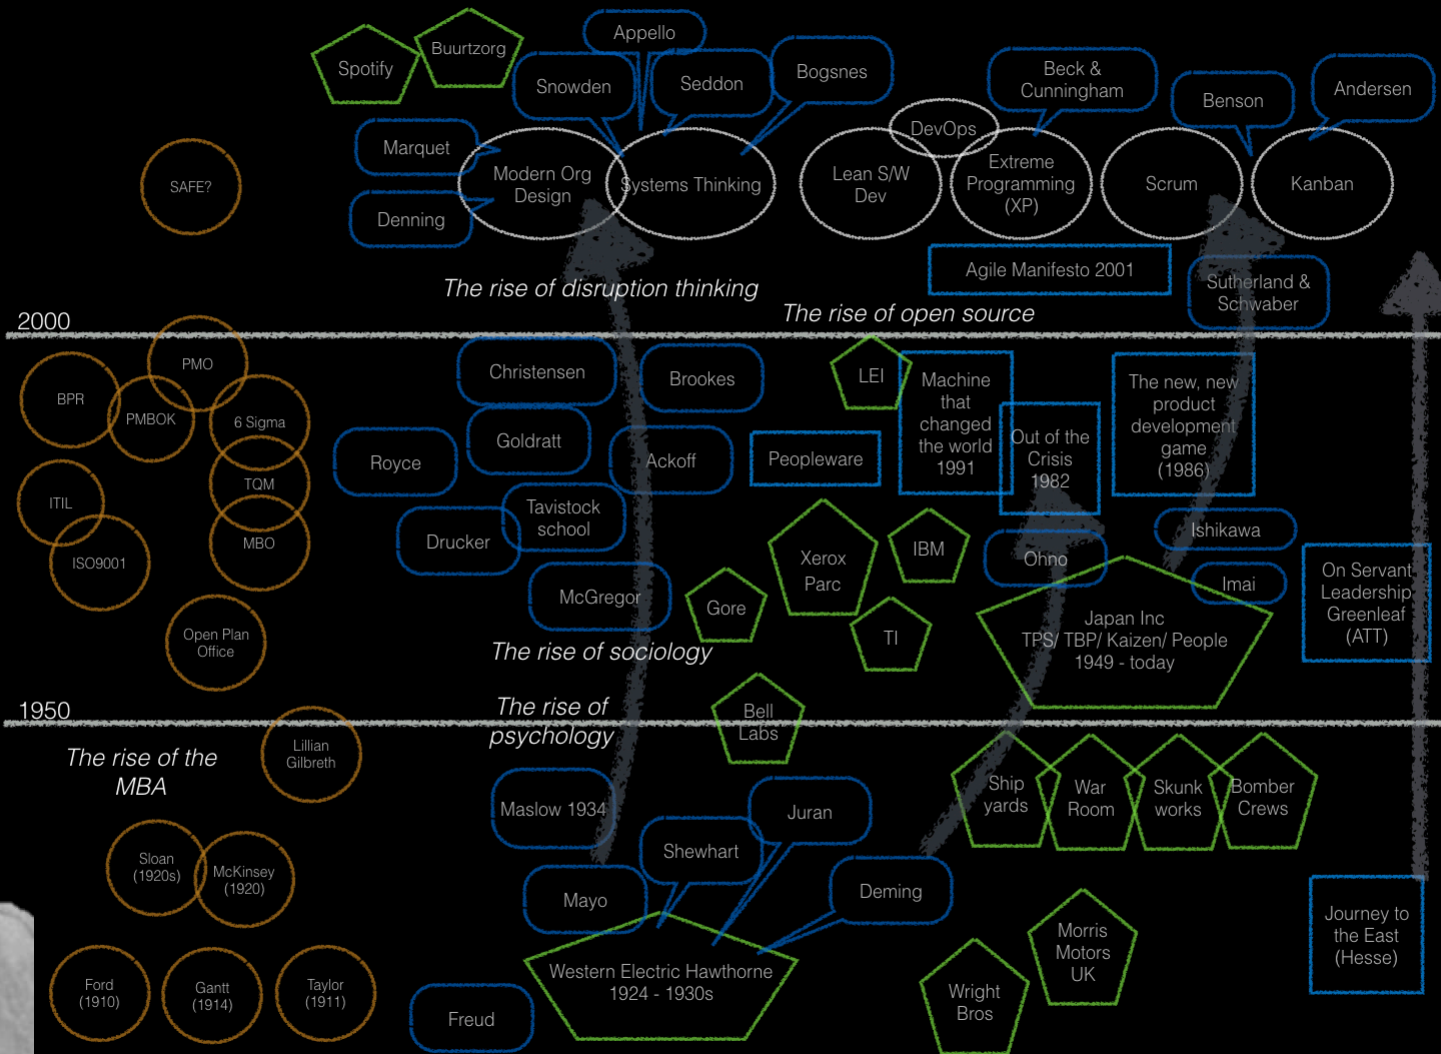 Appello
Buurtzorg
Spotify
Snowden
Seddon
Bogsnes
Beck &
Cunningham
Benson
Andersen
DevOps
Marquet
Denning
SAFE?
Modern Org
Design
Systems Thinking
Lean S/W
Dev
Extreme
Programming
(XP)
Scrum
Kanban
Agile Manifesto 2001
Sutherland &
Schwaber
The rise of disruption thinking
The rise of open source
2000
PMO
BPR
PMBOK
6 Sigma
ITIL
TQM
MBO
ISO9001
Open Plan
Office
Christensen
Brookes
Royce
Goldratt
Ackoff
Drucker
Tavistock
school
McGregor
Peopleware
LEI
Machine
that
changed
the world
1991
Out of the
Crisis
1982
The new, new
product
development
game
(1986)
Xerox
Parc
IBM
Gore
TI
Ohno
Ishikawa
Imai
Japan Inc
TPS/ TBP/ Kaizen/ People
1949 - today
On Servant
Leadership
Greenleaf
(ATT)
The rise of sociology
1950
The rise of
psychology
Bell
Labs
The rise of the
MBA
Lillian
Gilbreth
Sloan
(1920s)
McKinsey
(1920)
Ford
(1910)
Gantt
(1914)
Taylor
(1911)
Maslow 1934
Mayo
Shewhart
Juran
Deming
Western Electric Hawthorne
1924 - 1930s
Freud
Ship
yards
War
Room
Skunk
works
Bomber
Crews
Morris
Motors
UK
Wright
Bros
Journey to
the East
(Hesse)